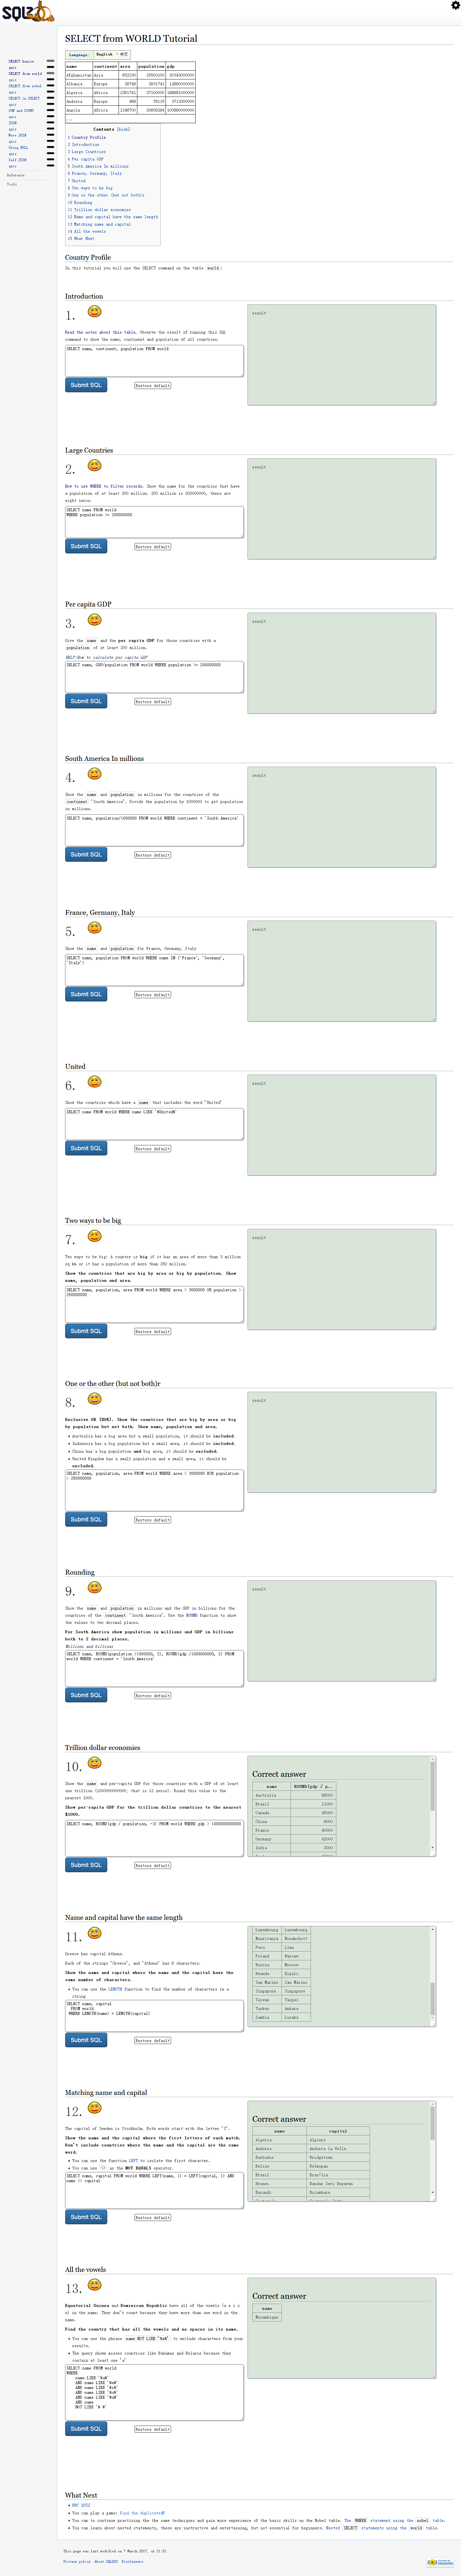 SQLZOO
SELECT basics
quiz
SELECT from world
quiz
SELECT from nobel
quiz
SELECT in SELECT
quiz
SUM and COUNT
quiz
JOIN
quiz
More JOIN
quiz
Using NULL
quiz
Self JOIN
quiz
Reference
Tools
SELECT from WORLD Tutorial
Language: English • 中文
name continent area population gdp
Afghanistan Asia 652230 25500100 20343000000
Albania Europe 28748 2831741 12960000000
Algeria Africa 2381741 37100000 188681000000
Andorra Europe 468 78115 3712000000
Angola Africa 1246700 20609294 100990000000
...
Contents [hide]
1 Country Profile
2 Introduction
3 Large Countries
4 Per capita GDP
5 South America In millions
6 France, Germany, Italy
7 United
8 Two ways to be big
9 One or the other (but not both)
10 Rounding
11 Trillion dollar economies
12 Name and capital have the same length
13 Matching name and capital
14 All the vowels
15 What Next
Country Profile
In this tutorial you will use the SELECT command on the table world:
Introduction
1.
Read the notes about this table. Observe the result of running this SQL
command to show the name, continent and population of all countries.
SELECT name, continent, population FROM world
Submit SQL
Restore default
result
Large Countries
2.
How to use WHERE to filter records. Show the name for the countries that have
a population of at least 200 million. 200 million is 200000000, there are
eight zeros.
SELECT name FROM world
WHERE population >= 200000000
Submit SQL
Restore default
result
Per capita GDP
3.
Give the name and the per capita GDP for those countries with a
population of at least 200 million.
HELP:How to calculate per capita GDP
SELECT name, GDP/population FROM world WHERE population >= 200000000
Submit SQL
Restore default
result
South America In millions
4.
Show the name and population in millions for the countries of the
continent 'South America'. Divide the population by 1000000 to get population
in millions.
SELECT name, population/1000000 FROM world WHERE continent = 'South America'
Submit SQL
Restore default
result
France, Germany, Italy
5.
Show the name and population for France, Germany, Italy
SELECT name, population FROM world WHERE name IN ('France', 'Germany',
'Italy')
Submit SQL
Restore default
result
United
6.
Show the countries which have a name that includes the word 'United'
SELECT name FROM world WHERE name LIKE '%United%'
Submit SQL
Restore default
result
Two ways to be big
7.
Two ways to be big: A country is big if it has an area of more than 3 million
sq km or it has a population of more than 250 million.
Show the countries that are big by area or big by population. Show
name, population and area.
SELECT name, population, area FROM world WHERE area > 3000000 OR population >
250000000
Submit SQL
Restore default
result
One or the other (but not both)r
8.
Exclusive OR (XOR). Show the countries that are big by area or big
by population but not both. Show name, population and area.
Australia has a big area but a small population, it should be included.
Indonesia has a big population but a small area, it should be included.
China has a big population and big area, it should be excluded.
United Kingdom has a small population and a small area, it should be
excluded.
SELECT name, population, area FROM world WHERE area > 3000000 XOR population
> 250000000
Submit SQL
Restore default
result
Rounding
9.
Show the name and population in millions and the GDP in billions for the
countries of the continent 'South America'. Use the ROUND function to show
the values to two decimal places.
For South America show population in millions and GDP in billions
both to 2 decimal places.
Millions and billions
SELECT name, ROUND(population /1000000, 2), ROUND(gdp /1000000000, 2) FROM
world WHERE continent = 'South America'
Submit SQL
Restore default
result
Trillion dollar economies
10.
Show the name and per-capita GDP for those countries with a GDP of at least
one trillion (1000000000000; that is 12 zeros). Round this value to the
nearest 1000.
Show per-capita GDP for the trillion dollar countries to the nearest
$1000.
SELECT name, ROUND(gdp / population, -3) FROM world WHERE gdp > 1000000000000
Submit SQL
Restore default
Correct answer
name ROUND(gdp / p..
Australia
Brazil
Canada
China
France
Germany
India
Name and capital have the same length
11.
Greece has capital Athens.
Each of the strings 'Greece', and 'Athens' has 6 characters.
Show the name and capital where the name and the capital have the
same number of characters.
You can use the LENGTH function to find the number of characters in a
string
SELECT name, capital
FROM world
WHERE LENGTH(name) = LENGTH(capital)
Submit SQL
Restore default
Luxembourg Luxembourg
Mauritania Nouakchott
Peru Lima
Poland Warsaw
Russia Moscow
Rwanda Kigali
San Marino San Marino
Singapore Singapore
Taiwan Taipei
Turkey Ankara
Zambia Lusaka
Matching name and capital
12.
The capital of Sweden is Stockholm. Both words start with the letter 'S'.
Show the name and the capital where the first letters of each match.
Don't include countries where the name and the capital are the same
word.
You can use the function LEFT to isolate the first character.
You can use <> as the NOT EQUALS operator.
SELECT name, capital FROM world WHERE LEFT(name, 1) = LEFT(capital, 1) AND
name <> capital
Submit SQL
Restore default
Correct answer
name capital
Algeria Algiers
Andorra Andorra la Vella
Barbados Bridgetown
Belize Belmopan
Brazil Brasília
Brunei Bandar Seri Begawan
Burundi Bujumbura
All the vowels
13.
Equatorial Guinea and Dominican Republic have all of the vowels (a e i o
u) in the name. They don't count because they have more than one word in the
name.
Find the country that has all the vowels and no spaces in its name.
You can use the phrase name NOT LIKE '%a%' to exclude characters from your
results.
The query shown misses countries like Bahamas and Belarus because they
contain at least one 'a'
SELECT name FROM world
WHERE
name LIKE '%a%'
AND name LIKE '%e%'
AND name LIKE '%i%'
AND name LIKE '%o%'
AND name LIKE '%u%'
AND name
NOT LIKE '% %'
Submit SQL
Restore default
Correct answer
name
Mozambique
What Next
BBC QUIZ
You can play a game: Find the duplicates
You can to continue practising the the same techniques and gain more experience of the basic skills on the Nobel table. The WHERE statement using the nobel table.
You can learn about nested statements, these are instructive and entertaining, but not essential for beginners. Nested SELECT statements using the world table.
This page was last modified on 7 March 2017, at 11:51.
Privacy policy About SQLZOO Disclaimers